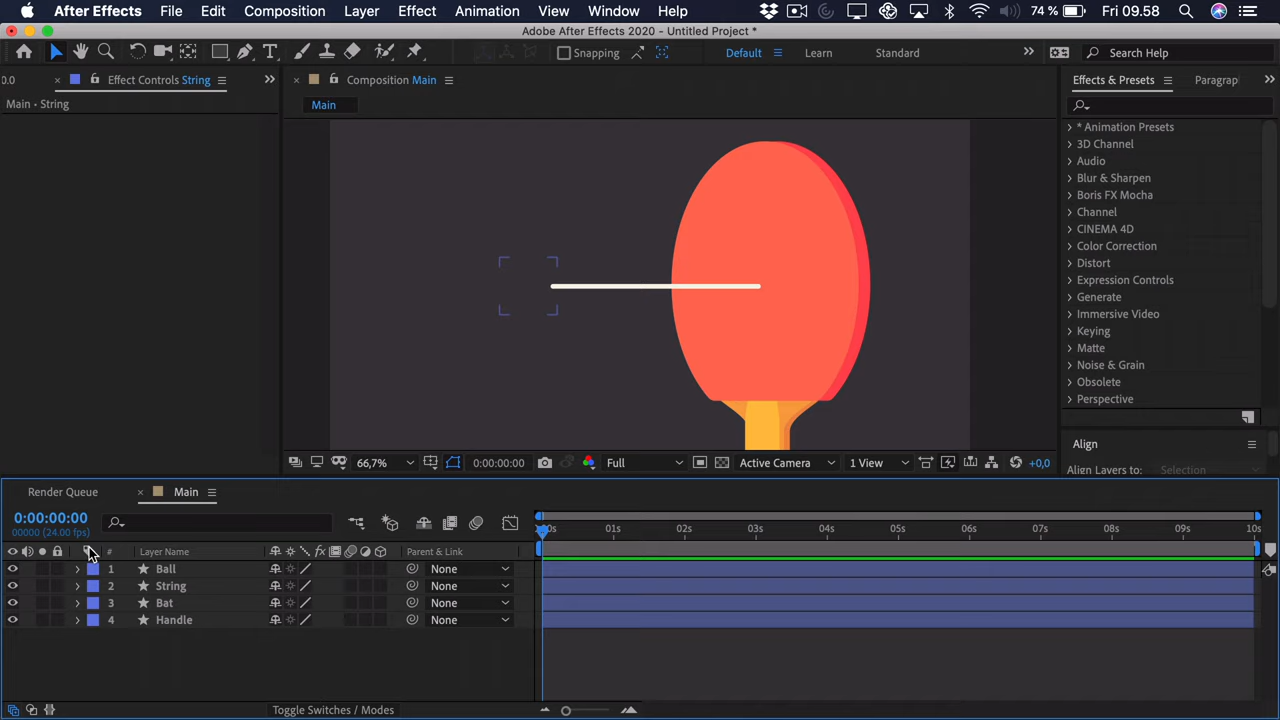 After Effects File Edit Composition Layer Effect Animation View Window Help 74 % Fri 09.58
Adobe After Effects 2020 - Untitled Project *
Snapping Default Learn Standard Search Help
0.0 Effect Controls String Composition Main Effects & Presets Paragrap
Main • String
Main
* Animation Presets
3D Channel
Audio
Blur & Sharpen
Boris FX Mocha
Channel
CINEMA 4D
Color Correction
Distort
Expression Controls
Generate
Immersive Video
Keying
Matte
Noise & Grain
Obsolete
Perspective
Align
66,7% 0:00:00:00 Full Active Camera 1 View +0,0
Align Layers to: Selection
Render Queue Main
0:00:00:00
00000 (24.00 fps)
00s 01s 02s 03s 04s 05s 06s 07s 08s 09s 10s
# Layer Name fx Parent & Link
1 Ball None
2 String None
3 Bat None
4 Handle None
Toggle Switches / Modes